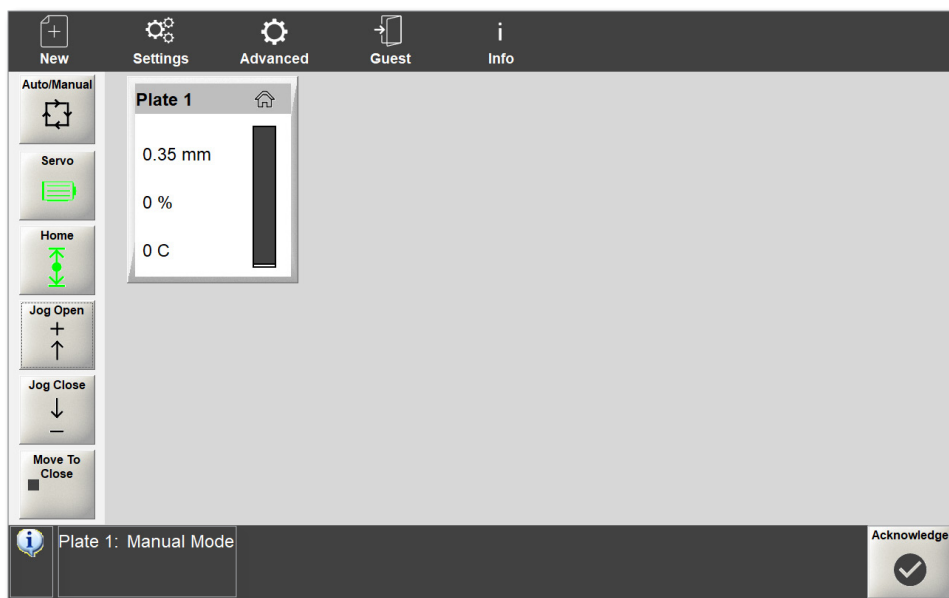 New
Settings
Advanced
Guest
i
Info
Auto/Manual
Servo
Home
Jog Open
+
Jog Close
–
Move To
Close
Plate 1
0.35 mm
0 %
0 C
i
Plate 1: Manual Mode
Acknowledge